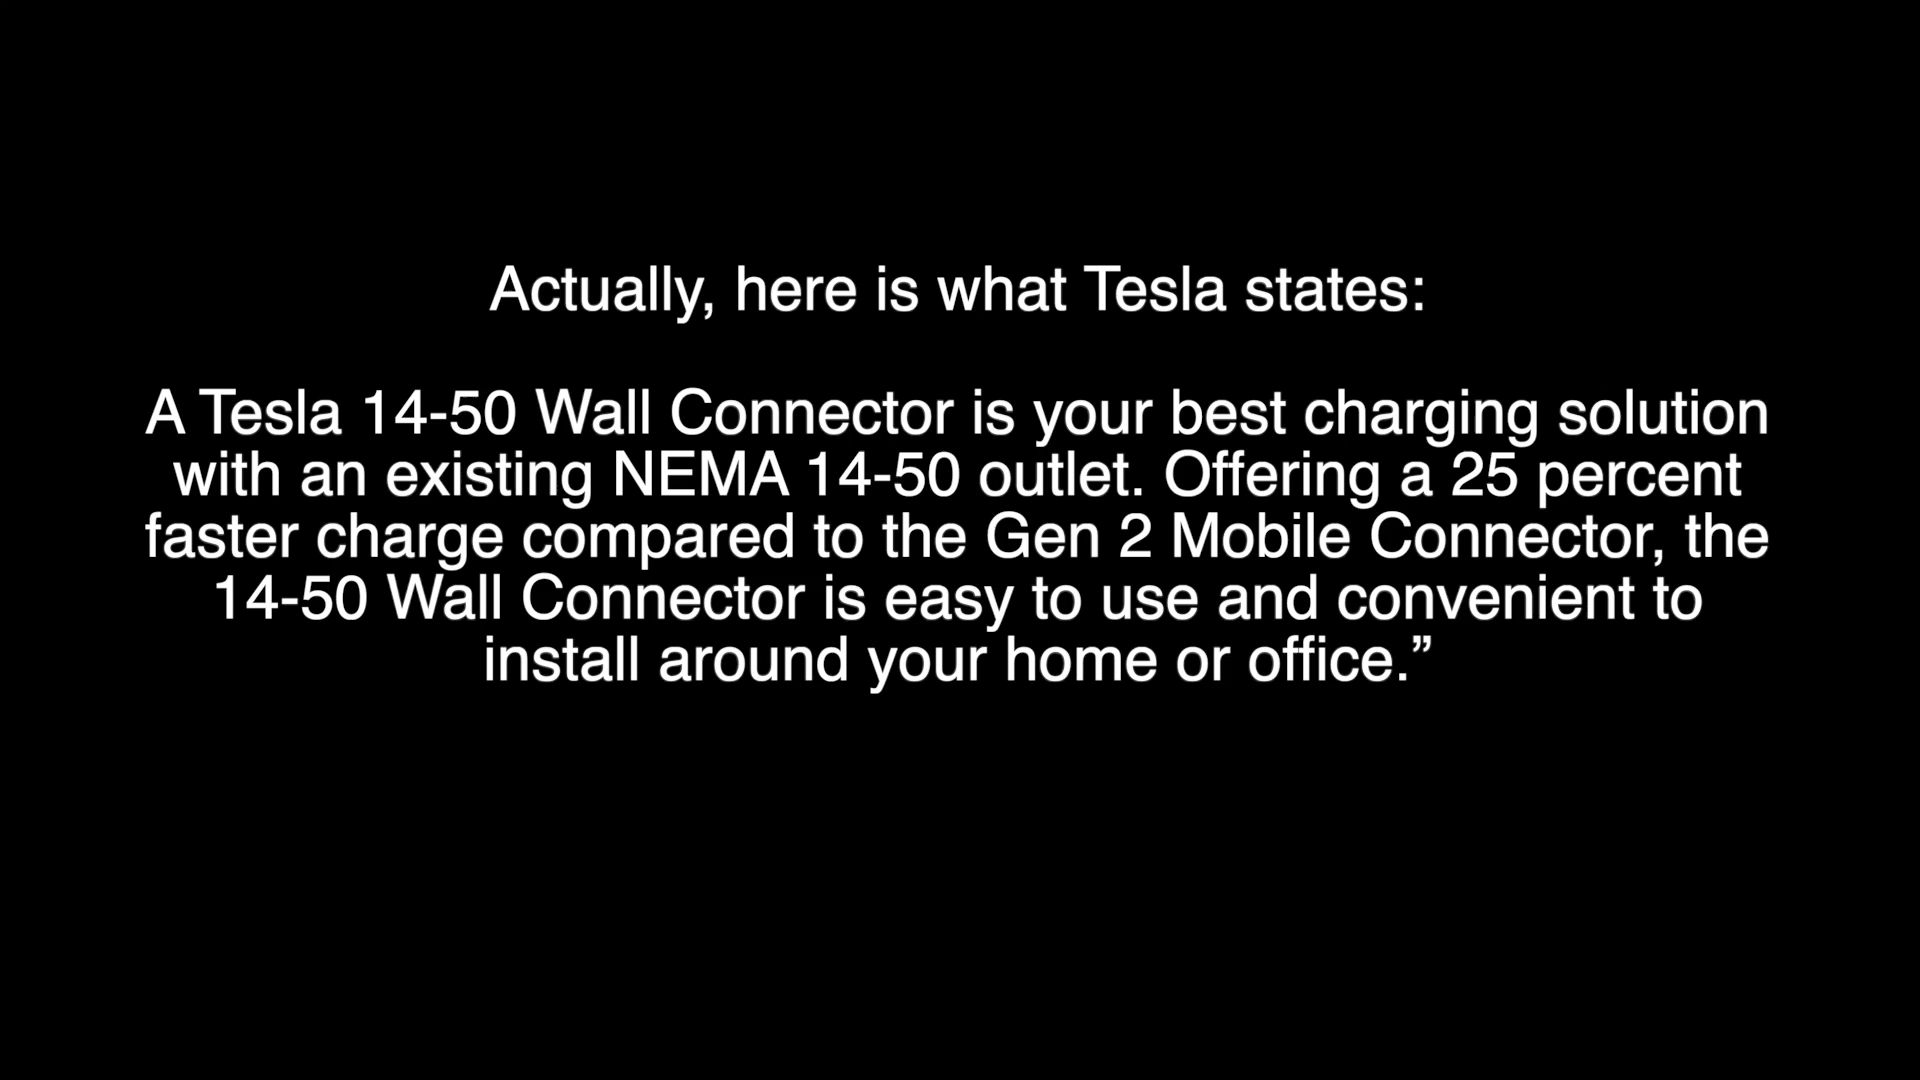 Actually, here is what Tesla states:
A Tesla 14-50 Wall Connector is your best charging solution
with an existing NEMA 14-50 outlet. Offering a 25 percent
faster charge compared to the Gen 2 Mobile Connector, the
14-50 Wall Connector is easy to use and convenient to
install around your home or office.”